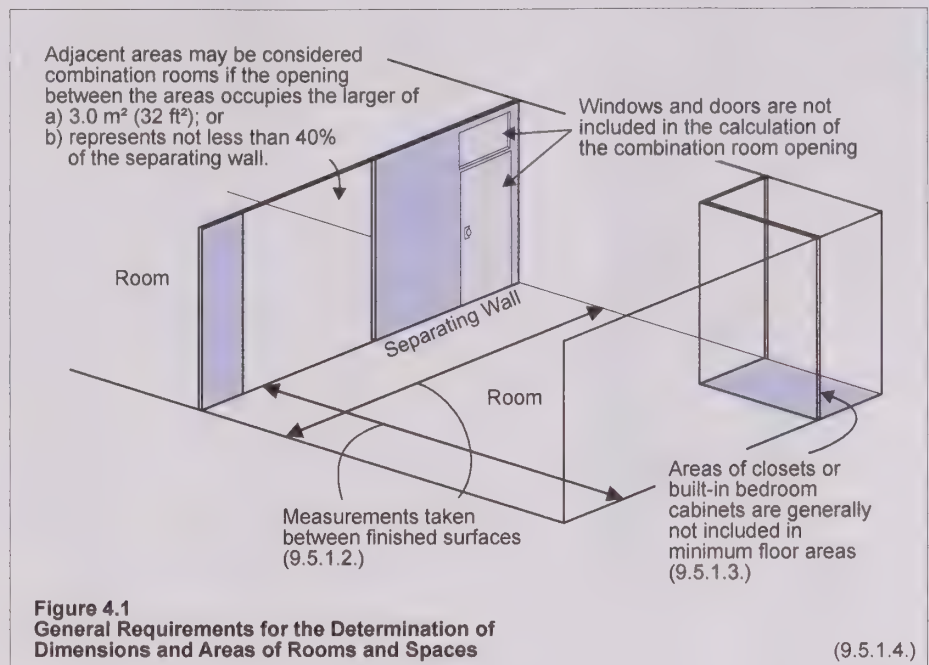 Adjacent areas may be considered
combination rooms if the opening
between the areas occupies the larger of
a) 3.0 m² (32 ft²); or
b) represents not less than 40%
of the separating wall.
Windows and doors are not
included in the calculation of
the combination room opening
Room
Separating Wall
Room
Measurements taken
between finished surfaces
(9.5.1.2.)
Areas of closets or
built-in bedroom
cabinets are generally
not included in
minimum floor areas
(9.5.1.3.)
Figure 4.1
General Requirements for the Determination of
Dimensions and Areas of Rooms and Spaces
(9.5.1.4.)